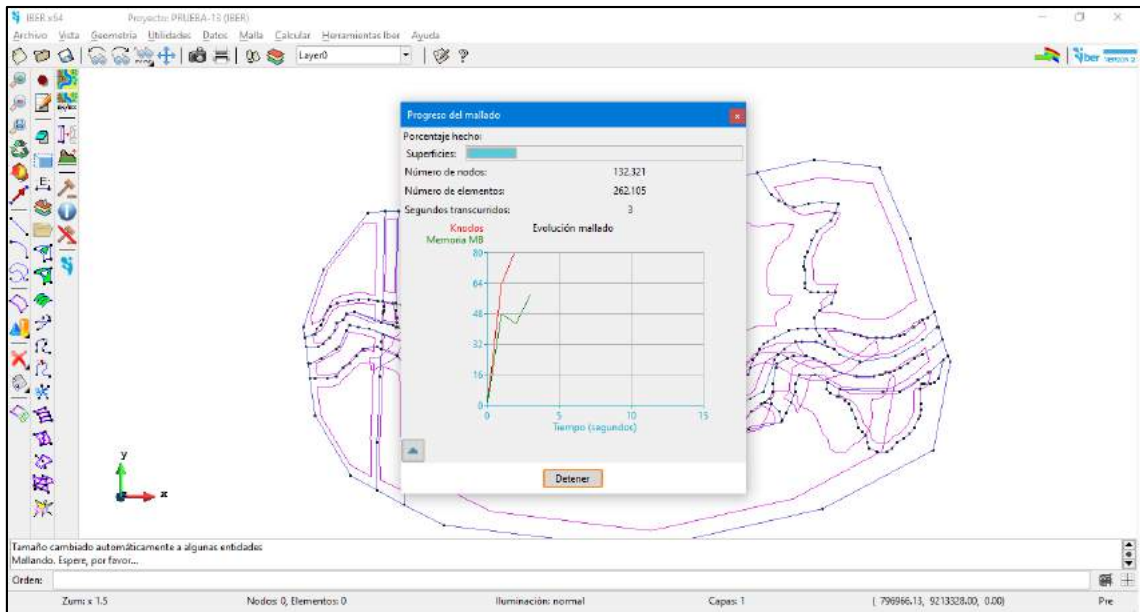 IBER x64 Proyecto: PRUEBA-13 (IBER)
Archivo Vista Geometría Utilidades Datos Malla Calcular Herramientas Iber Ayuda
Layer0
Iber
Progreso del mallado
Porcentaje hecho:
Superficies:
Número de nodos: 132.321
Número de elementos: 262.105
Segundos transcurridos: 3
Knodos Evolución mallado
Memoria MB
80
64
48
32
16
0
0 5 10 15
Tiempo (segundos)
Detener
y
x
Tamaño cambiado automáticamente a algunas entidades
Mallando. Espere, por favor...
Orden:
Zum: x 1.5 Nodos: 0, Elementos: 0 Iluminación: normal Capas: 1 ( 796966.13, 9213328.00, 0.00) Pre